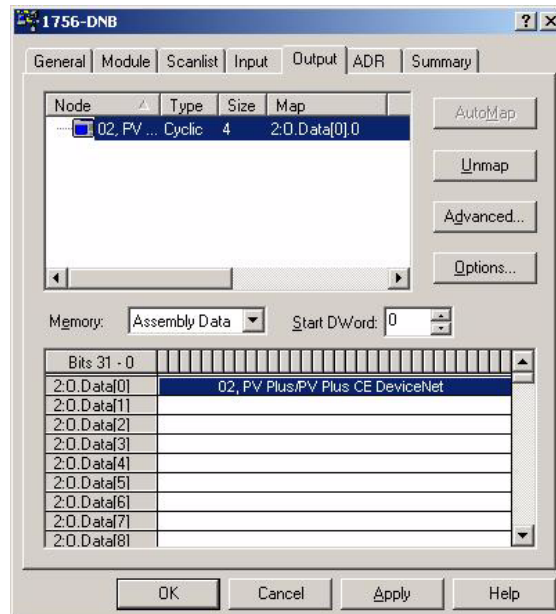 1756-DNB
General Module Scanlist Input Output ADR Summary
Node Type Size Map
02, PV ... Cyclic 4 2:O.Data[0].0
AutoMap
Unmap
Advanced...
Options...
Memory: Assembly Data Start DWord: 0
Bits 31 - 0
2:O.Data[0] 02, PV Plus/PV Plus CE DeviceNet
2:O.Data[1]
2:O.Data[2]
2:O.Data[3]
2:O.Data[4]
2:O.Data[5]
2:O.Data[6]
2:O.Data[7]
2:O.Data[8]
OK Cancel Apply Help